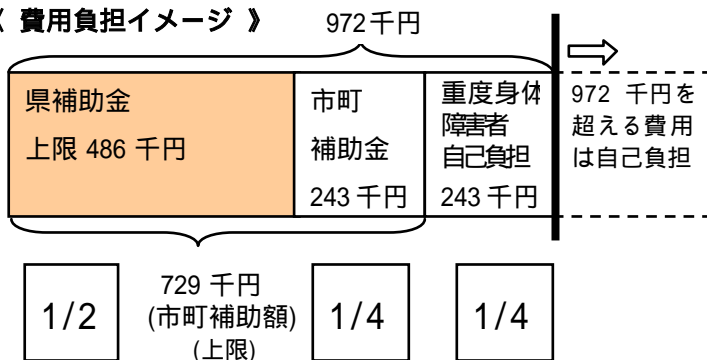 《 費用負担イメージ 》
972千円
県補助金
上限 486 千円
市町
補助金
243 千円
重度身体
障害者
自己負担
243 千円
972 千円を
超える費用
は自己負担
1/2
729 千円
(市町補助額)
(上限)
1/4
1/4